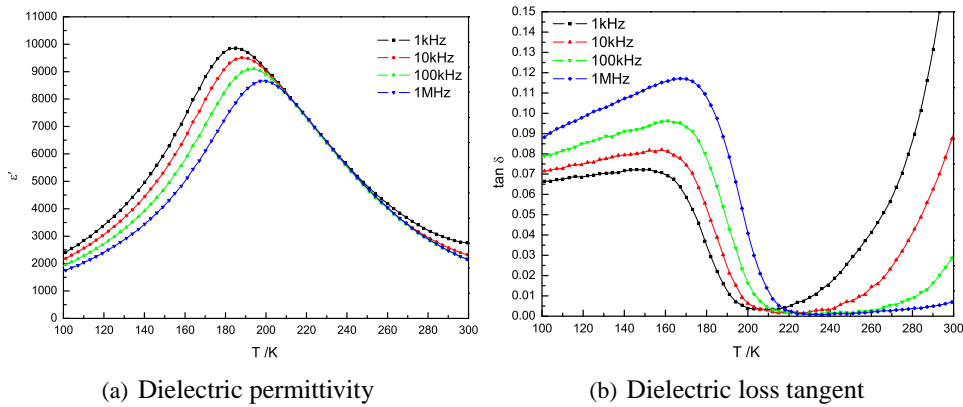 11000
10000
9000
8000
7000
6000
5000
4000
3000
2000
1000
0
ε'
1kHz
10kHz
100kHz
1MHz
100 120 140 160 180 200 220 240 260 280 300
T /K
(a) Dielectric permittivity
0.15
0.14
0.13
0.12
0.11
0.10
0.09
0.08
0.07
0.06
0.05
0.04
0.03
0.02
0.01
0.00
tan δ
1kHz
10kHz
100kHz
1MHz
100 120 140 160 180 200 220 240 260 280 300
T /K
(b) Dielectric loss tangent